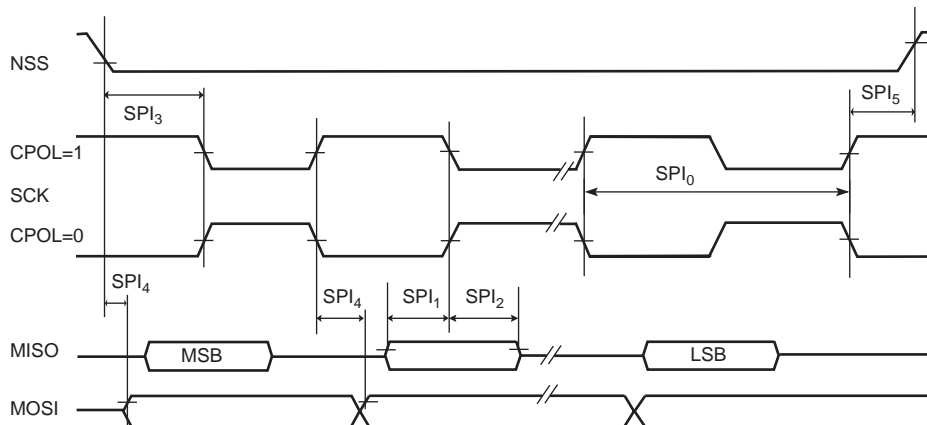 NSS
SPI3
SPI5
CPOL=1
SCK
SPI0
CPOL=0
SPI4
SPI4
SPI1
SPI2
MISO
MSB
LSB
MOSI